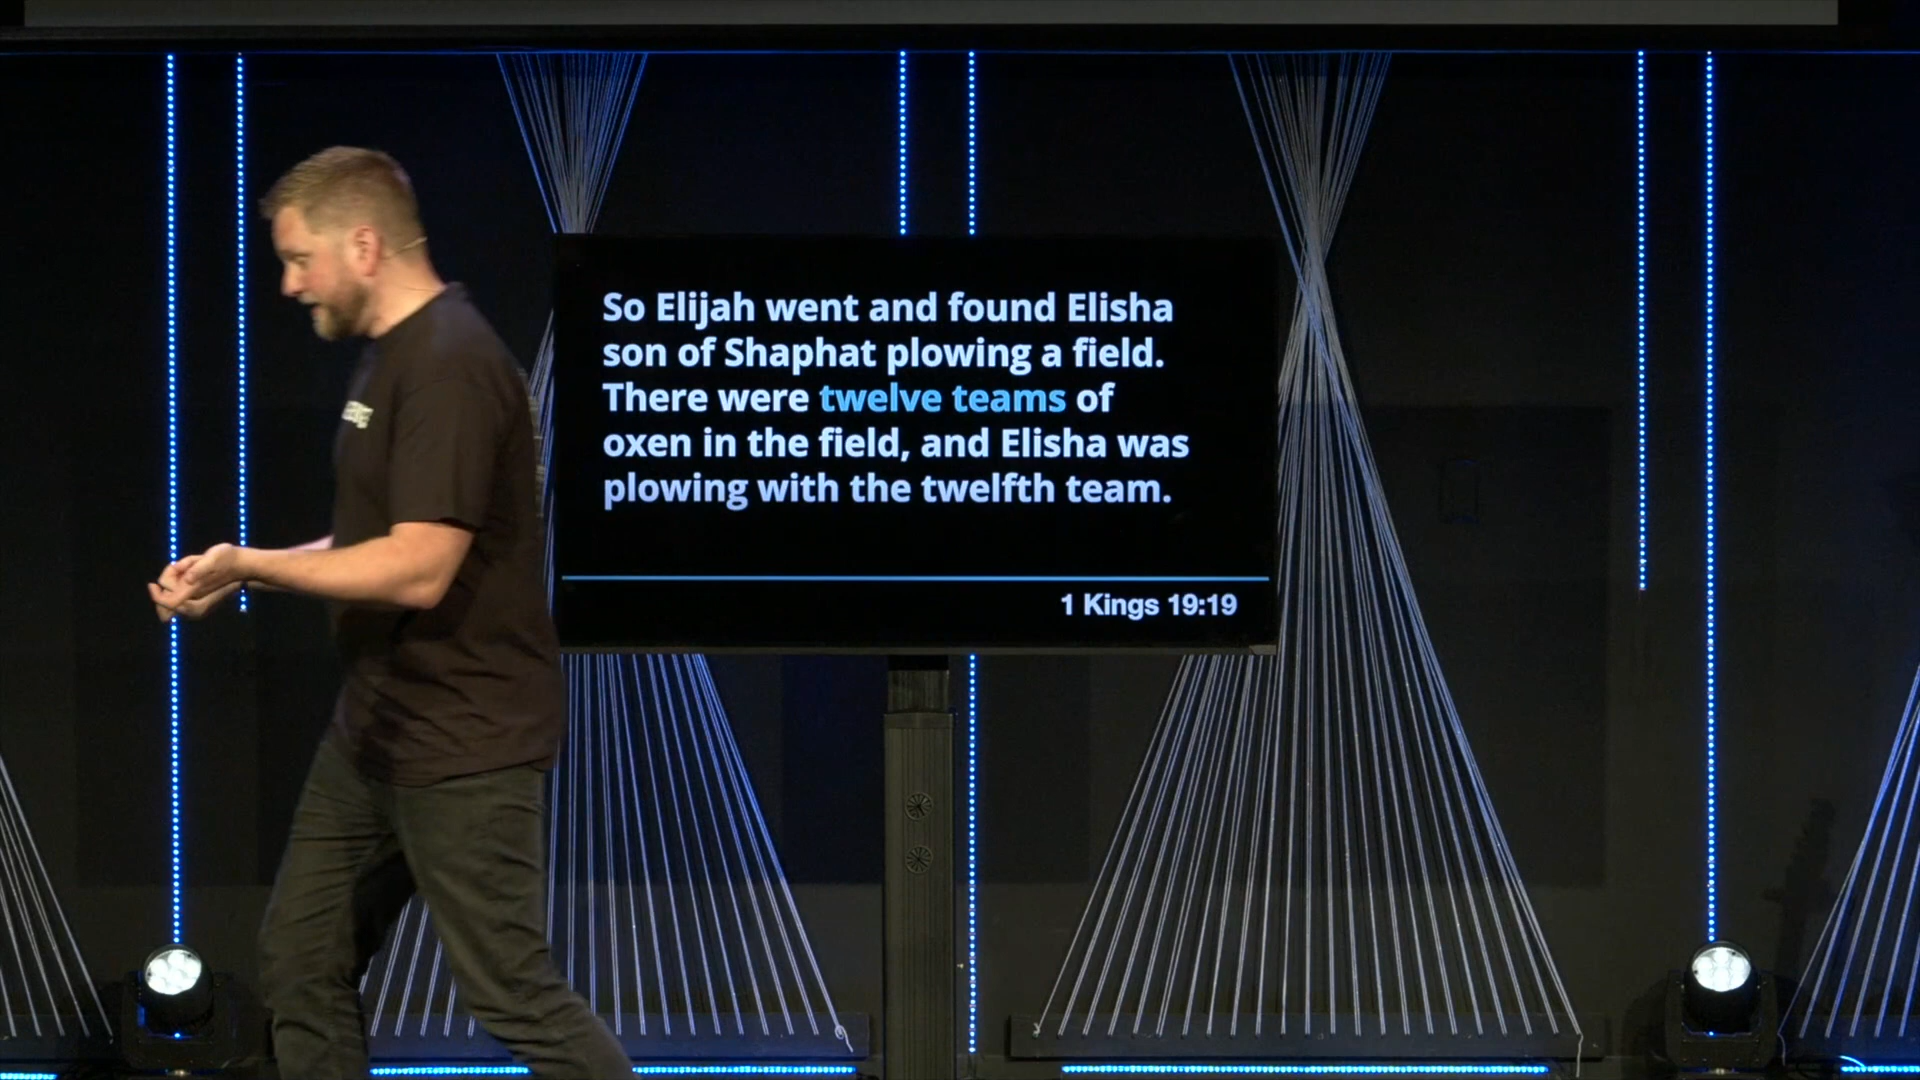 So Elijah went and found Elisha
son of Shaphat plowing a field.
There were twelve teams of
oxen in the field, and Elisha was
plowing with the twelfth team.
1 Kings 19:19